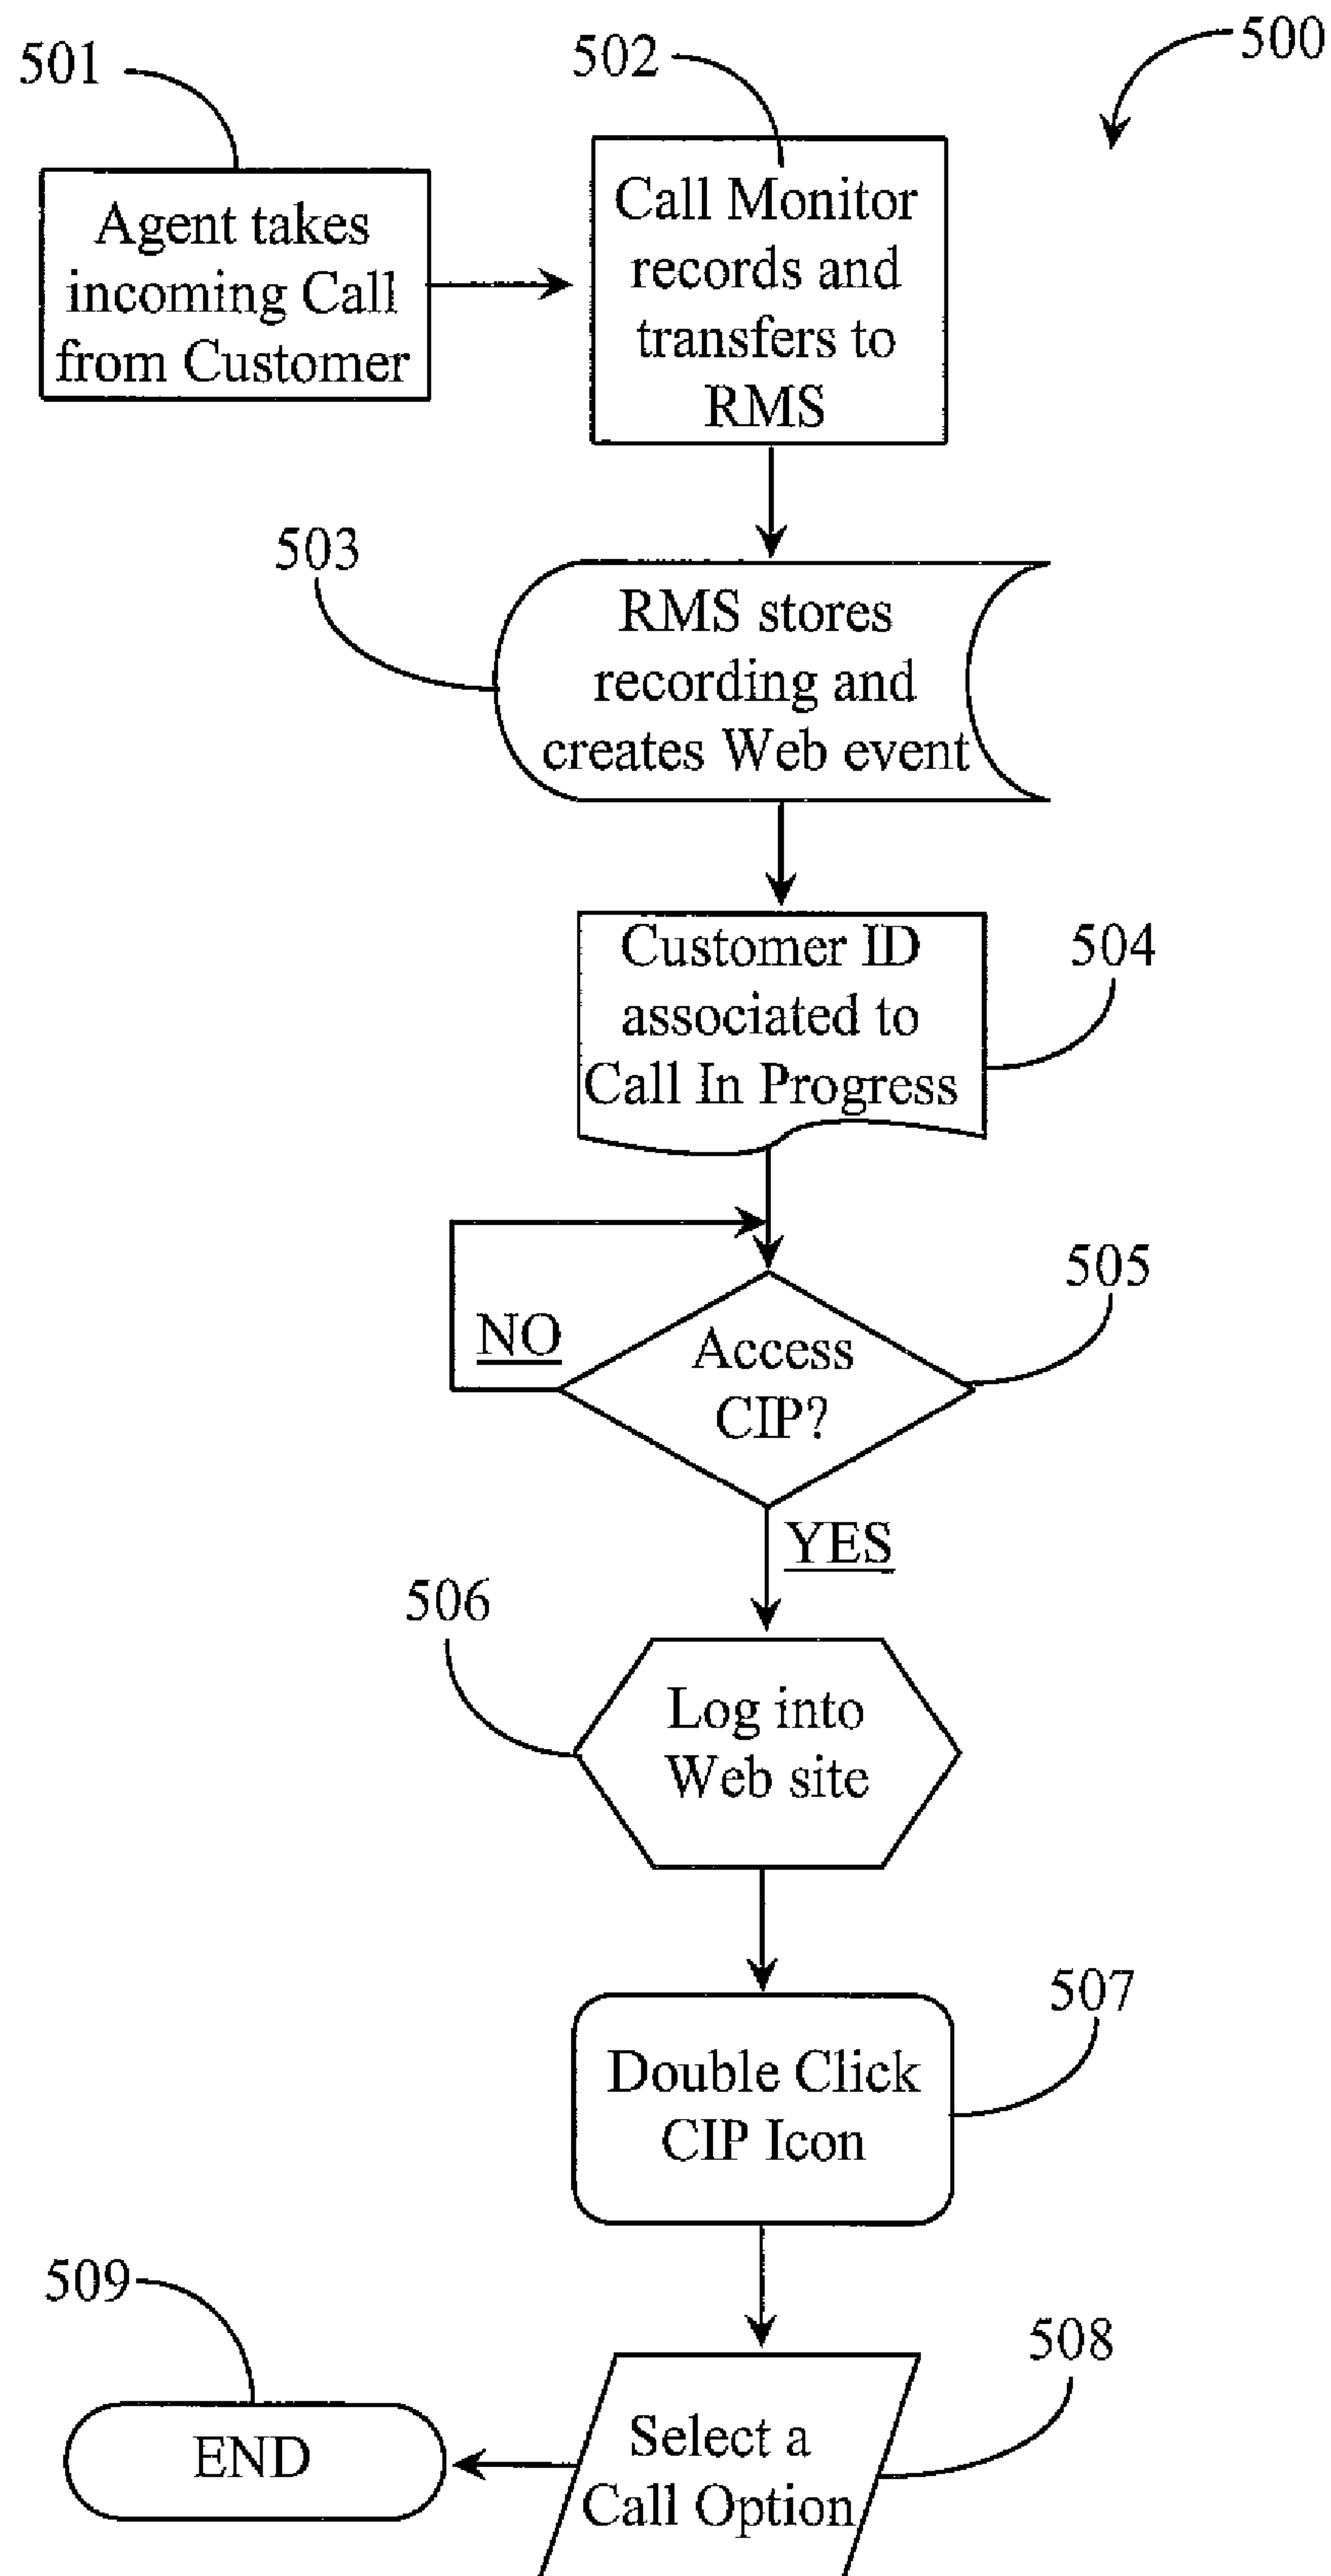 500
501
502
Agent takes
incoming Call
from Customer
Call Monitor
records and
transfers to
RMS
503
RMS stores
recording and
creates Web event
504
Customer ID
associated to
Call In Progress
505
NO
Access
CIP?
YES
506
Log into
Web site
507
Double Click
CIP Icon
508
Select a
Call Option
509
END